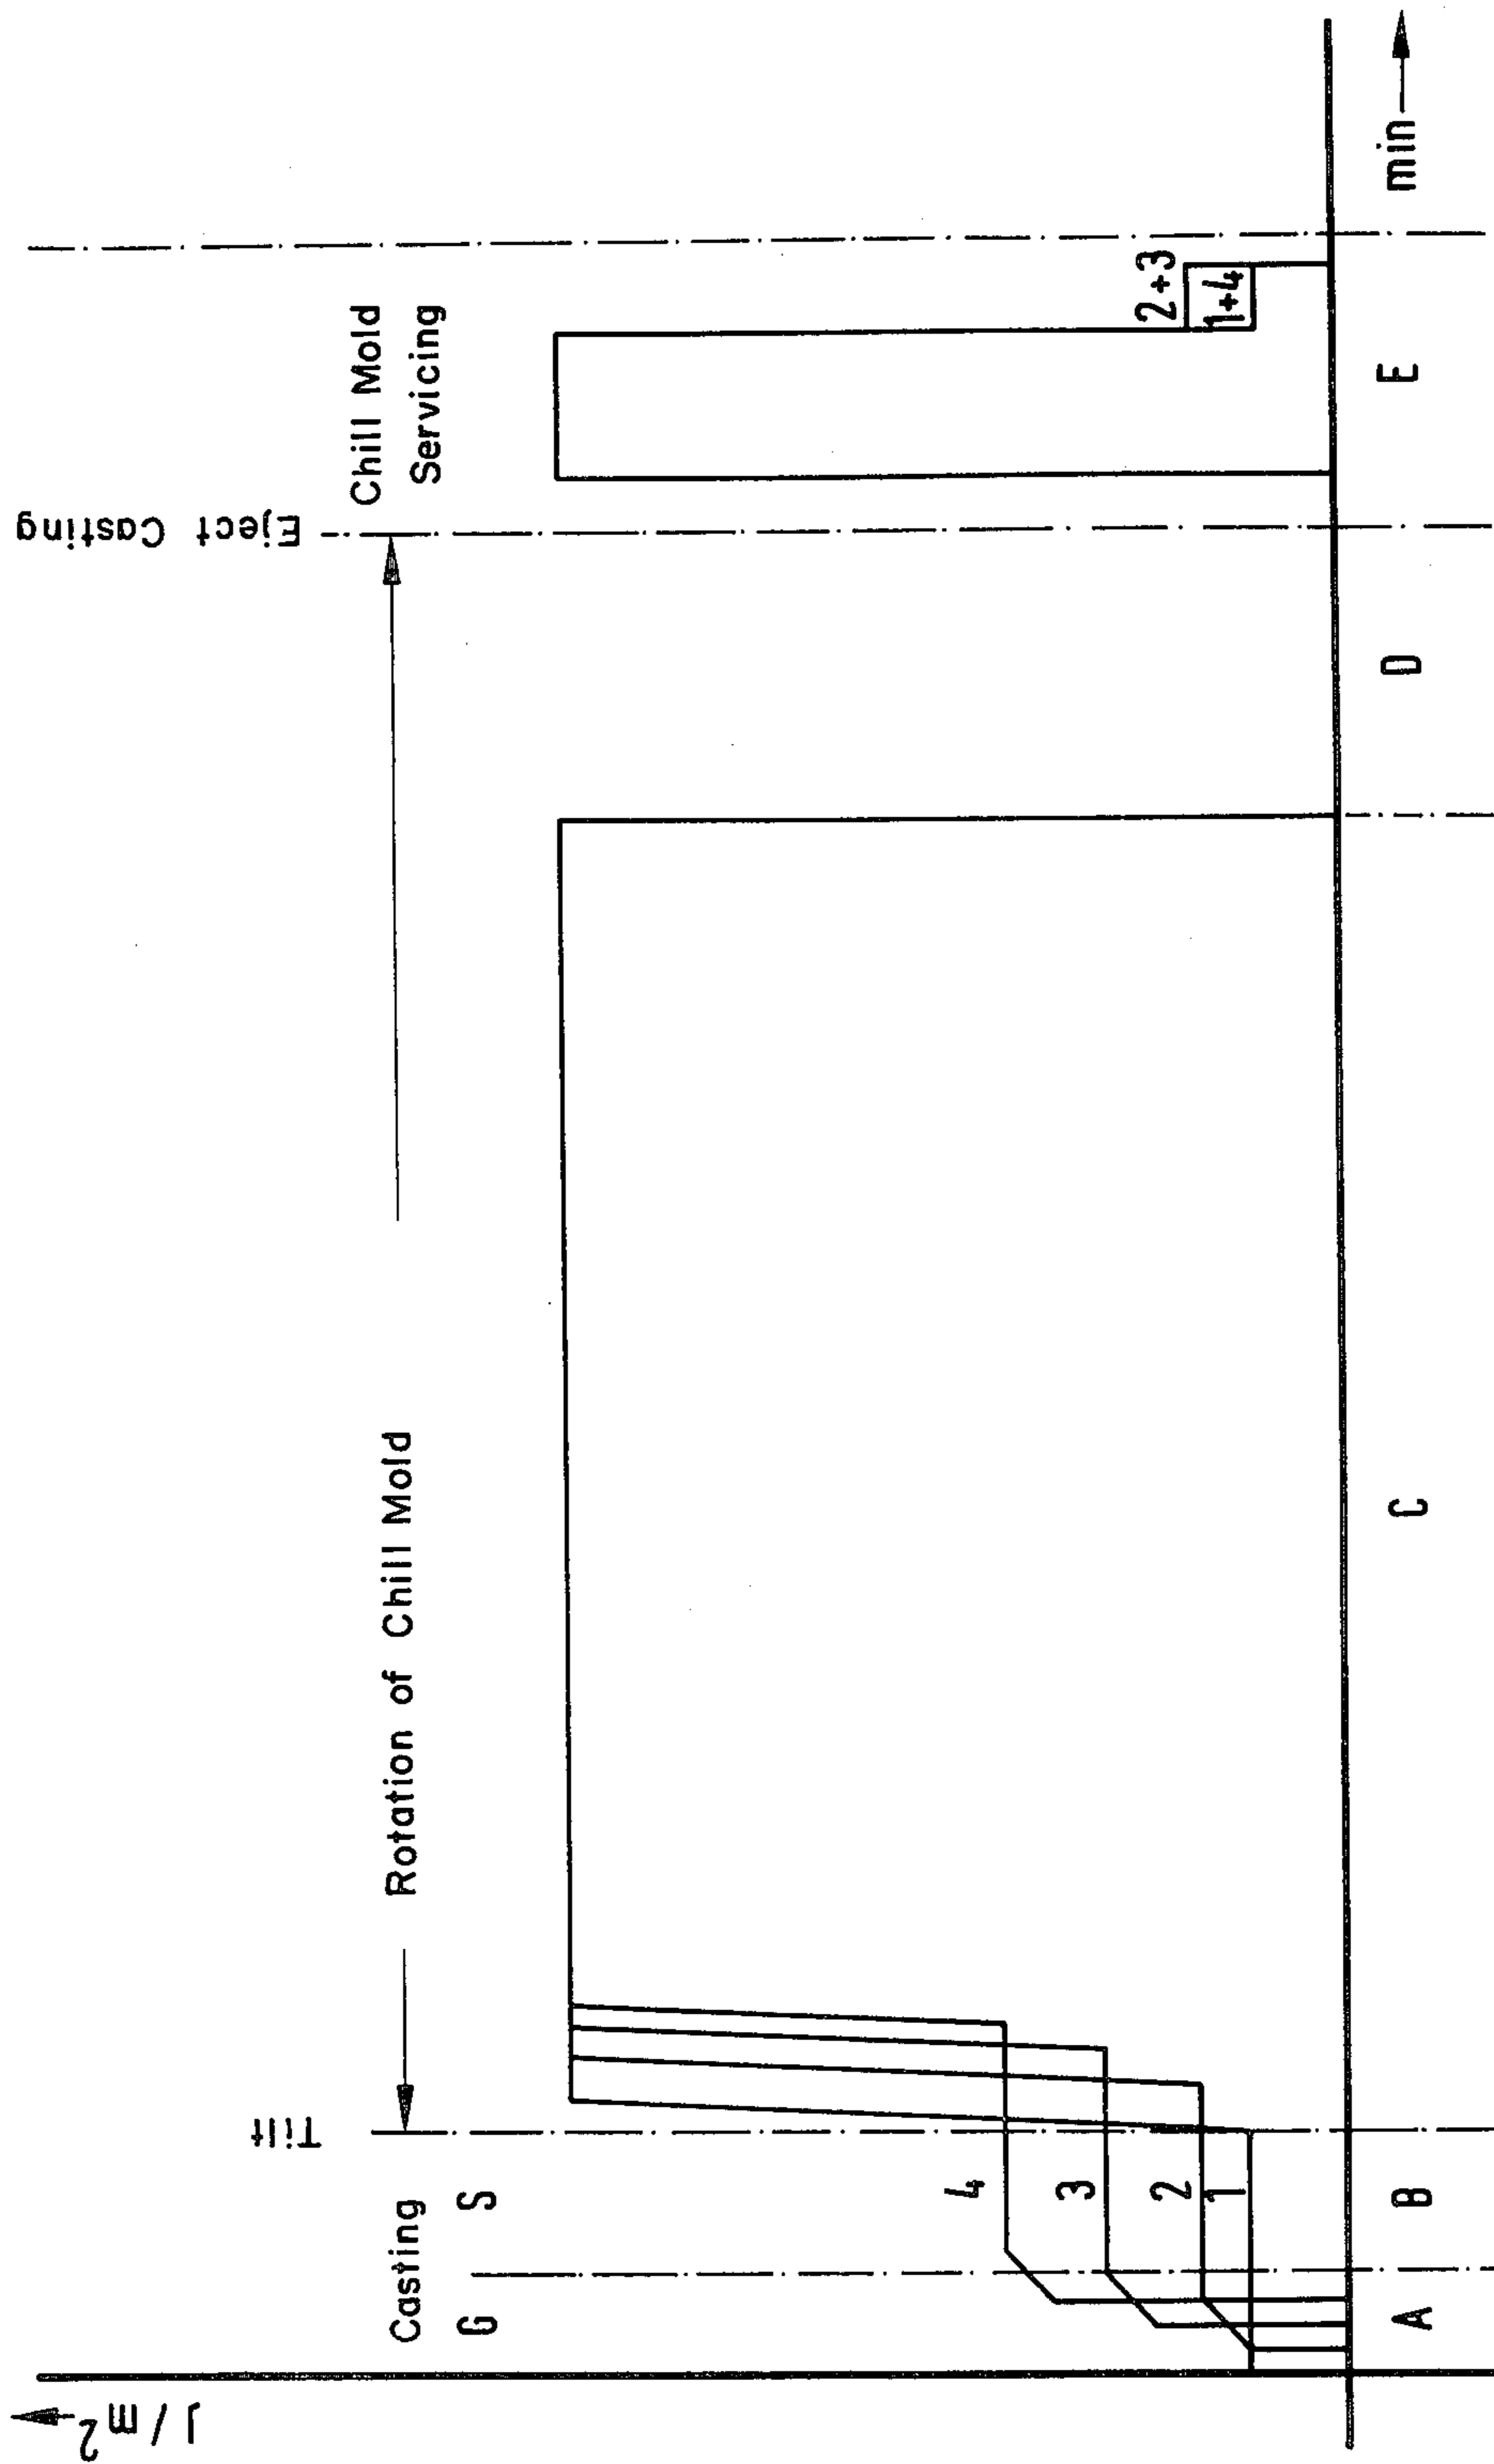 J/m²
Casting
G S
Tilt
Rotation of Chill Mold
Eject Casting
Chill Mold
Servicing
4
3
2
1
2+3
1+4
A B C D E
min